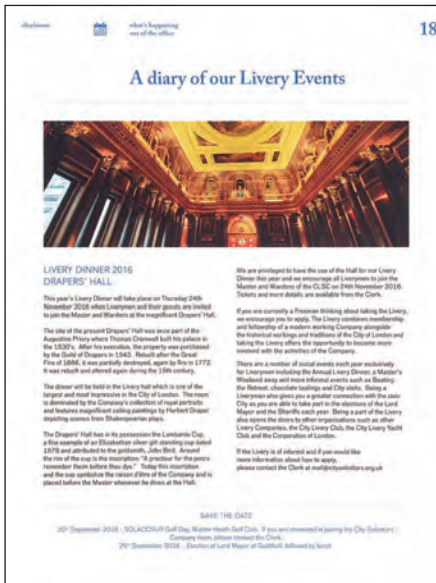 what's happening
out of the office
18
A diary of our Livery Events
LIVERY DINNER 2016
DRAPERS' HALL
This year's Livery Dinner will take place on Thursday 24th
November 2016 when Liverymen and their guests are invited
to join the Master and Wardens at the magnificent Drapers' Hall.
The site of the present Drapers' Hall was once part of the
Augustine Priory where Thomas Cromwell built his palace in
the 1530's. After his execution, the property was purchased
by the Guild of Drapers in 1543. Rebuilt after the Great
Fire of 1666, it was partially destroyed, again by fire in 1772.
It was rebuilt and altered again during the 19th century.
The dinner will be held in the Livery hall which is one of the
largest and most impressive in the City of London. The room
is dominated by the Company's collection of royal portraits
and features magnificent ceiling paintings by Herbert Draper
depicting scenes from Shakespearian plays.
The Drapers' Hall has in its possession the Lambarde Cup,
a fine example of an Elizabethan silver gilt standing cup dated
1578 and attributed to the goldsmith, John Bird. Around
the rim of the cup is the inscription: "A proctour for the poore
remember them before thou dye." Today this inscription
and the cup symbolize the raison d'être of the Company and is
placed before the Master whenever he dines at the Hall.
We are privileged to have the use of the Hall for our Livery
Dinner this year and we encourage all Liverymen to join the
Master and Wardens of the CLSC on 24th November 2016.
Tickets and more details are available from the Clerk.
If you are currently a Freeman thinking about taking the Livery,
we encourage you to apply. The Livery combines membership
and fellowship of a modern working Company alongside
the historical workings and traditions of the City of London and
taking the Livery offers the opportunity to become more
involved with the activities of the Company.
There are a number of social events each year exclusively
for Liverymen including the Annual Livery Dinner, a Master's
Weekend away and more informal events such as Beating
the Retreat, chocolate tastings and City visits. Being a
Liveryman also gives you a greater connection with the civic
City as you are able to take part in the elections of the Lord
Mayor and the Sheriffs each year. Being a part of the Livery
also opens the doors to other organisations such as other
Livery Companies, the City Livery Club, the City Livery Yacht
Club and the Corporation of London.
If the Livery is of interest and if you would like
more information about how to apply,
please contact the Clerk at mail@citysolicitors.org.uk
SAVE THE DATE
20th September 2016 - SOLACCSUR Golf Day, Walton Heath Golf Club. If you are interested in joining the City Solicitors'
Company team, please contact the Clerk.
29th September 2016 - Election of Lord Mayor at Guildhall, followed by lunch